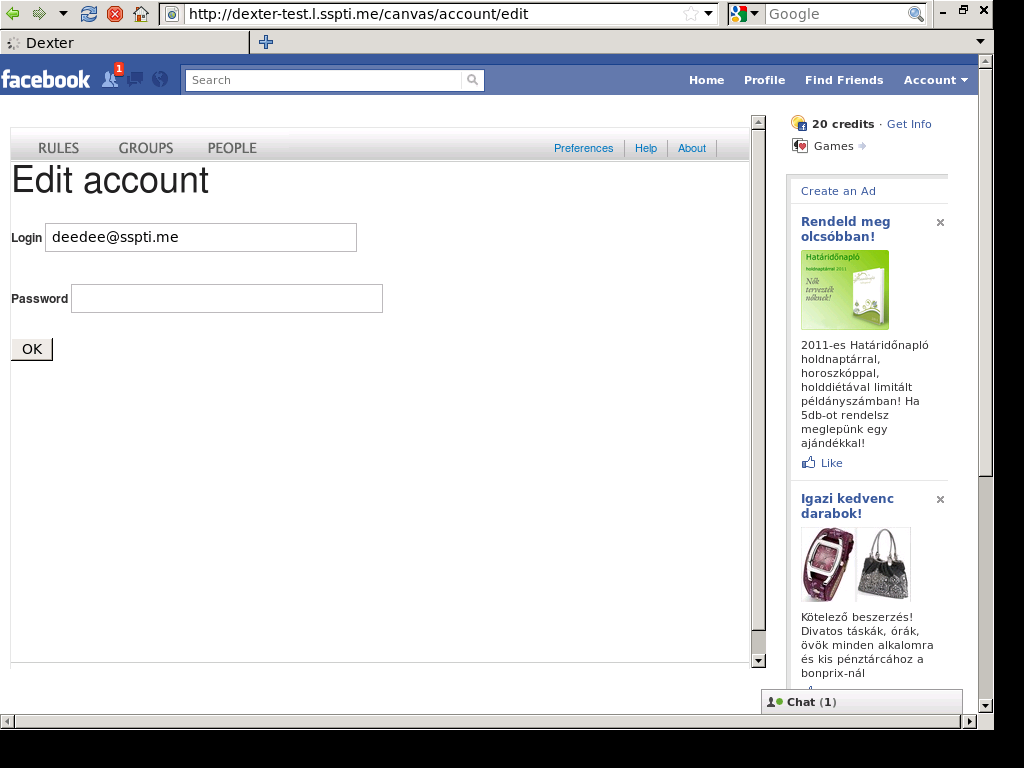 http://dexter-test.l.sspti.me/canvas/account/edit
Google
Dexter
facebook
1
Search
Home Profile Find Friends Account
RULES GROUPS PEOPLE
Preferences Help About
Edit account
Login deedee@sspti.me
Password
OK
20 credits · Get Info
Games
Create an Ad
Rendeld meg
olcsóbban!
Határidőnapló
holdnaptárral 2011
Nők
tervezték
nőknek!
2011-es Határidőnapló
holdnaptárral,
horoszkóppal,
holddiétával limitált
példányszámban! Ha
5db-ot rendelsz
meglepünk egy
ajándékkal!
Like
Igazi kedvenc
darabok!
Kötelező beszerzés!
Divatos táskák, órák,
övök minden alkalomra
és kis pénztárcához a
bonprix-nál
Chat (1)